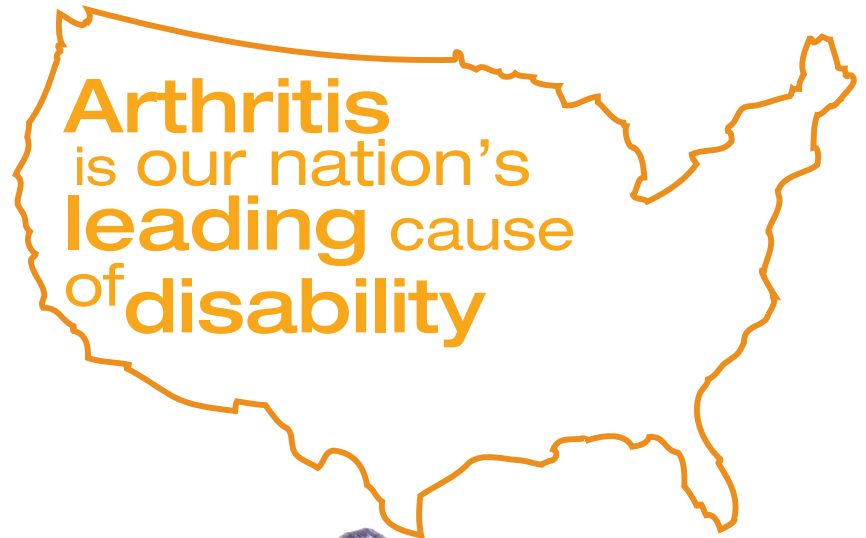 Arthritis
is our nation's
leading cause
of disability